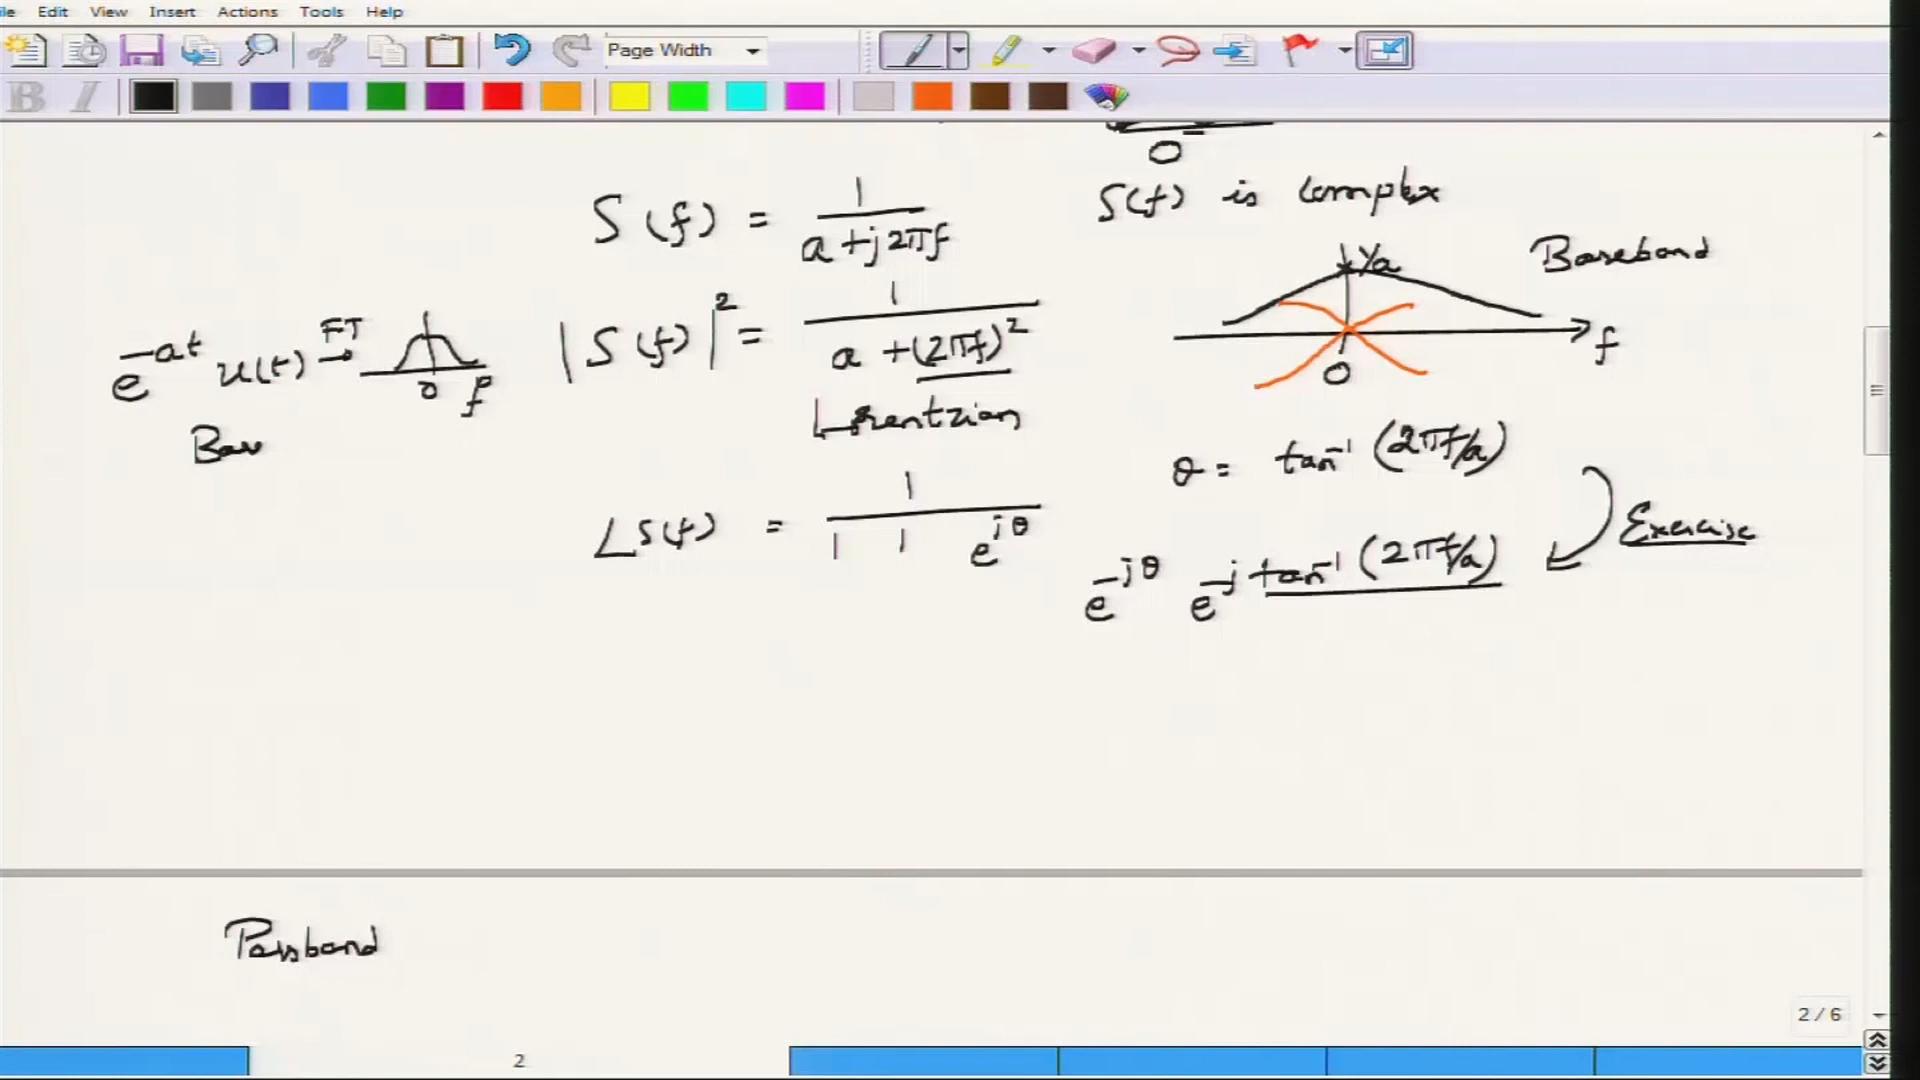 ile Edit View Insert Actions Tools Help
Page Width
B I
0
S(f) = 1 / (a + j2πf)
S(f) is complex
1/a
Baseband
f
0
e^-at u(t) FT →
0 f
Bas
|S(f)|^2 = 1 / (a + (2πf)^2)
Lorentzian
θ = tan^-1 (2πf/a)
∠S(f) = 1 / (| | e^jθ)
e^-jθ e^-j tan^-1 (2πf/a)
Exercise
Passband
2 / 6
2